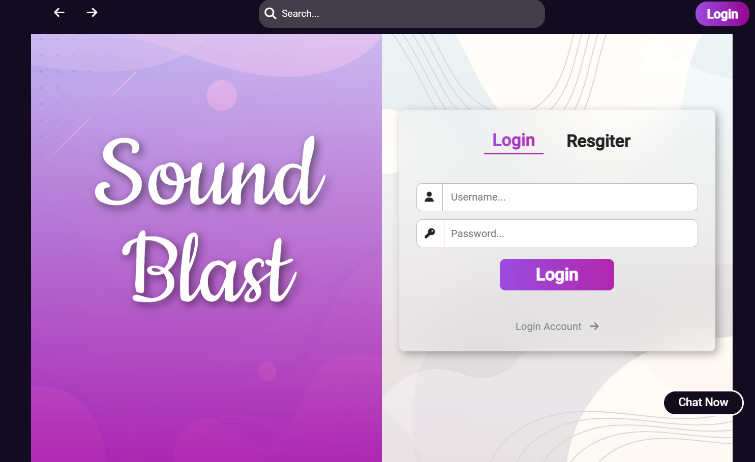 Search...
Login
Sound
Blast
Login Resgiter
Username...
Password...
Login
Login Account
Chat Now